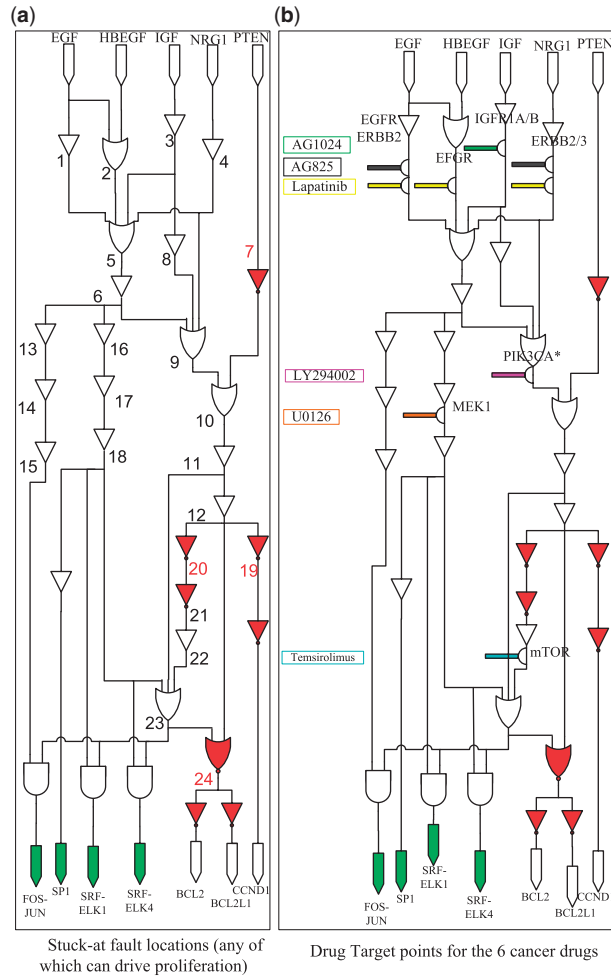 (a)
(b)
EGF
HBEGF
IGF
NRG1
PTEN
1
2
3
4
5
6
7
8
9
10
11
12
13
14
15
16
17
18
19
20
21
22
23
24
FOS-
JUN
SP1
SRF-
ELK1
SRF-
ELK4
BCL2
BCL2L1
CCND1
Stuck-at fault locations (any of
which can drive proliferation)
EGF
HBEGF
IGF
NRG1
PTEN
EGFR
ERBB2
IGFR1A/B
ERBB2/3
EFGR
AG1024
AG825
Lapatinib
PIK3CA*
LY294002
MEK1
U0126
Temsirolimus
mTOR
FOS-
JUN
SP1
SRF-
ELK1
SRF-
ELK4
BCL2
BCL2L1
CCND
Drug Target points for the 6 cancer drugs